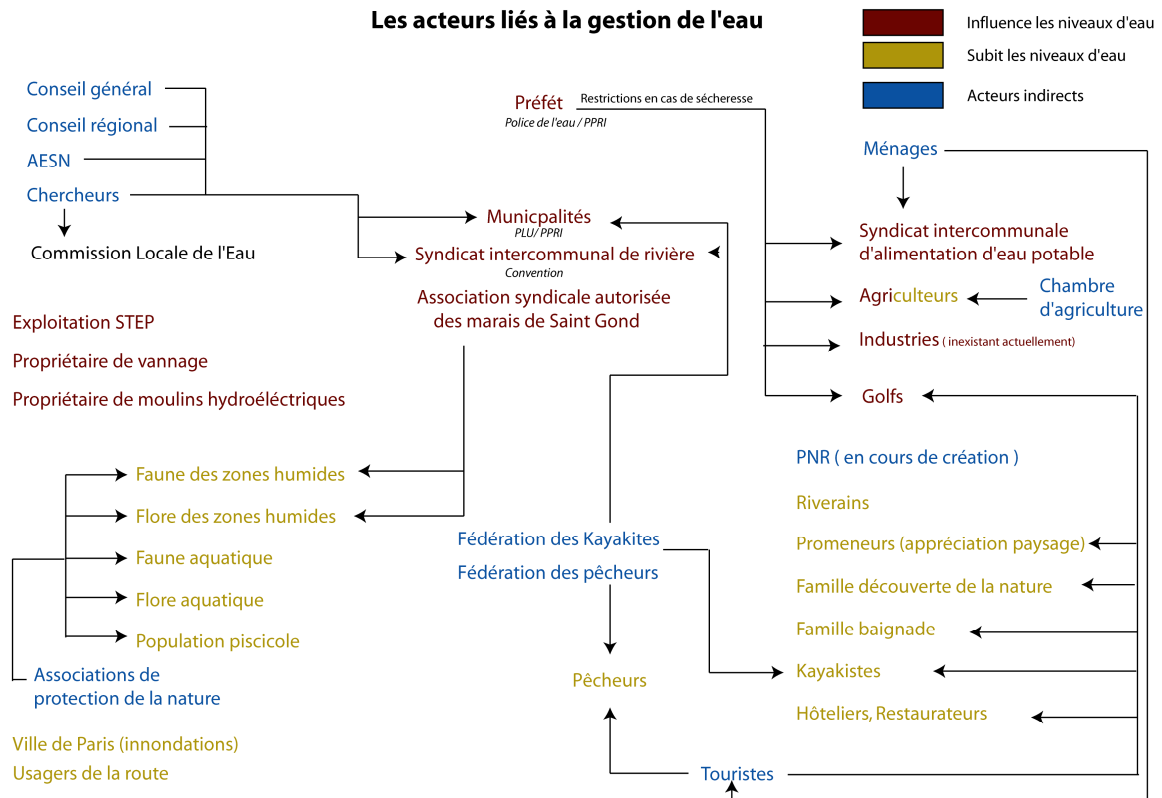 Les acteurs liés à la gestion de l'eau
Influence les niveaux d'eau
Subit les niveaux d'eau
Acteurs indirects
Conseil général
Conseil régional
AESN
Chercheurs
Commission Locale de l'Eau
Préfét
Restrictions en cas de sécheresse
Police de l'eau / PPRI
Ménages
Municpalités
PLU/ PPRI
Syndicat intercommunal de rivière
Convention
Association syndicale autorisée
des marais de Saint Gond
Syndicat intercommunale
d'alimentation d'eau potable
Agriculteurs
Chambre
d'agriculture
Industries ( inexistant actuellement)
Golfs
Exploitation STEP
Propriétaire de vannage
Propriétaire de moulins hydroéléctriques
Faune des zones humides
Flore des zones humides
Faune aquatique
Flore aquatique
Population piscicole
Associations de
protection de la nature
Ville de Paris (innondations)
Usagers de la route
Fédération des Kayakites
Fédération des pêcheurs
Pêcheurs
Touristes
PNR ( en cours de création )
Riverains
Promeneurs (appréciation paysage)
Famille découverte de la nature
Famille baignade
Kayakistes
Hôteliers, Restaurateurs